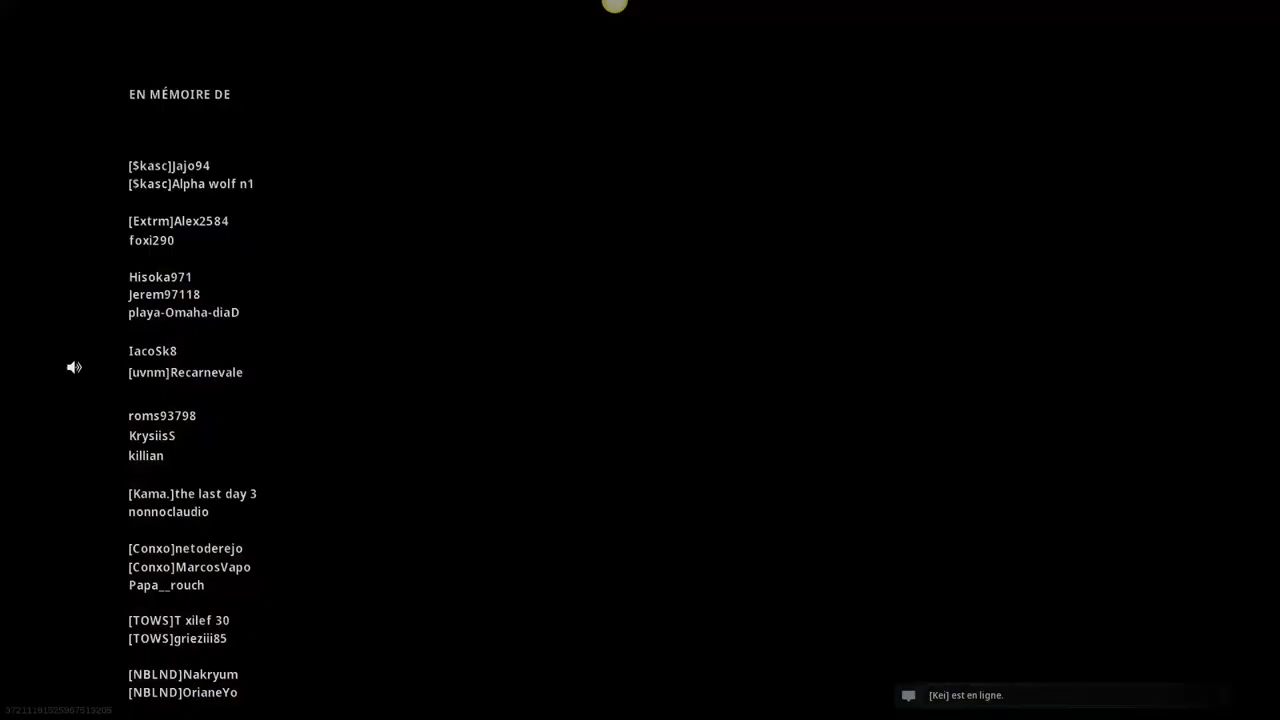 EN MÉMOIRE DE
[Skasc]Jajo94
[Skasc]Alpha wolf n1
[Extrm]Alex2584
foxi290
Hisoka971
Jerem97118
playa-Omaha-diaD
IacoSk8
[uvnm]Recarnevale
roms93798
KrysiisS
killian
[Kama.]the last day 3
nonnoclaudio
[Conxo]netoderejo
[Conxo]MarcosVapo
Papa__rouch
[TOWS]T xilef 30
[TOWS]grieziii85
[NBLND]Nakryum
[NBLND]OrianeYo
[Kei] est en ligne.